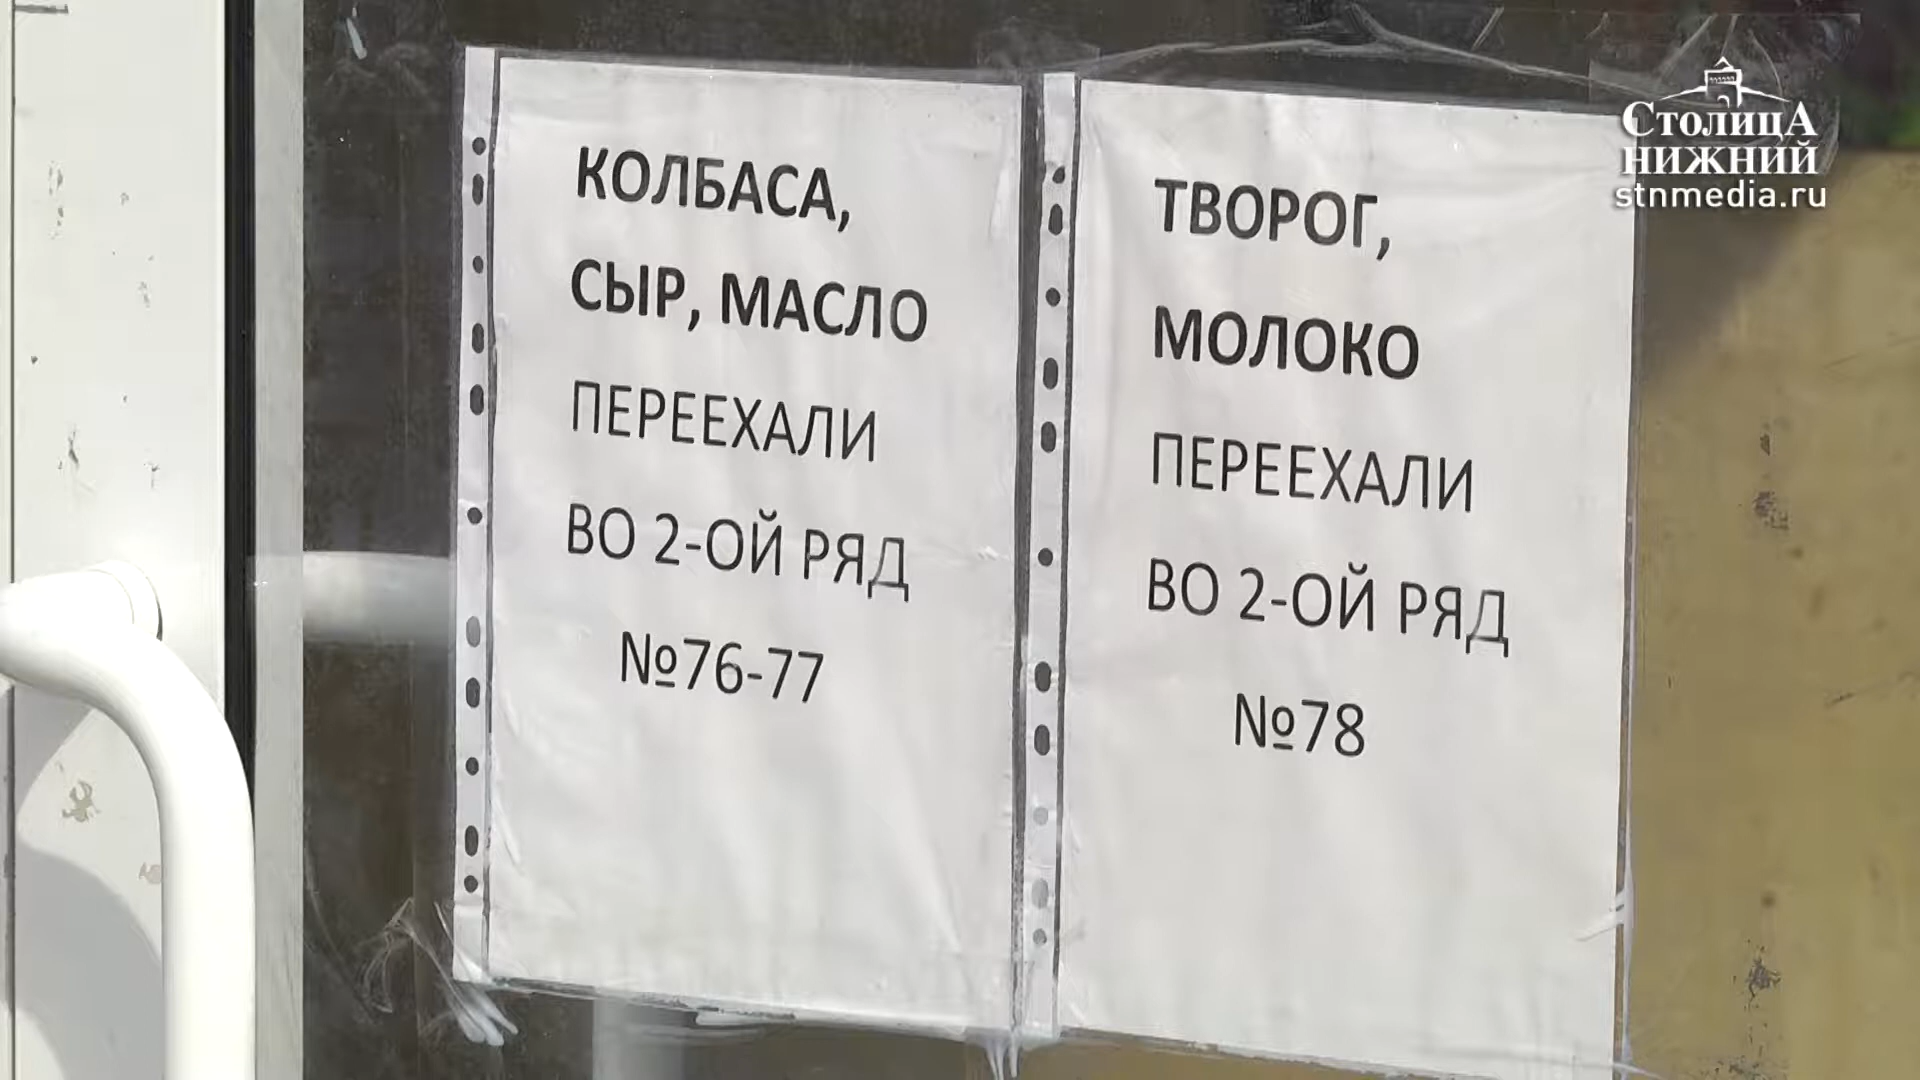 КОЛБАСА,
СЫР, МАСЛО
ПЕРЕЕХАЛИ
ВО 2-ОЙ РЯД
№76-77
ТВОРОГ,
МОЛОКО
ПЕРЕЕХАЛИ
ВО 2-ОЙ РЯД
№78
СТОЛИЦА
НИЖНИЙ
stnmedia.ru